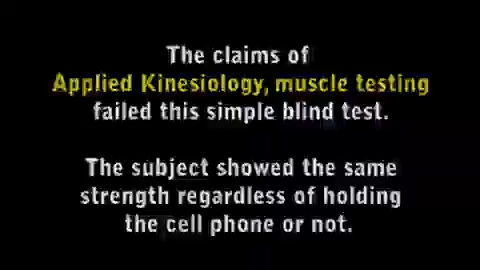 The claims of
Applied Kinesiology, muscle testing
failed this simple blind test.
The subject showed the same
strength regardless of holding
the cell phone or not.